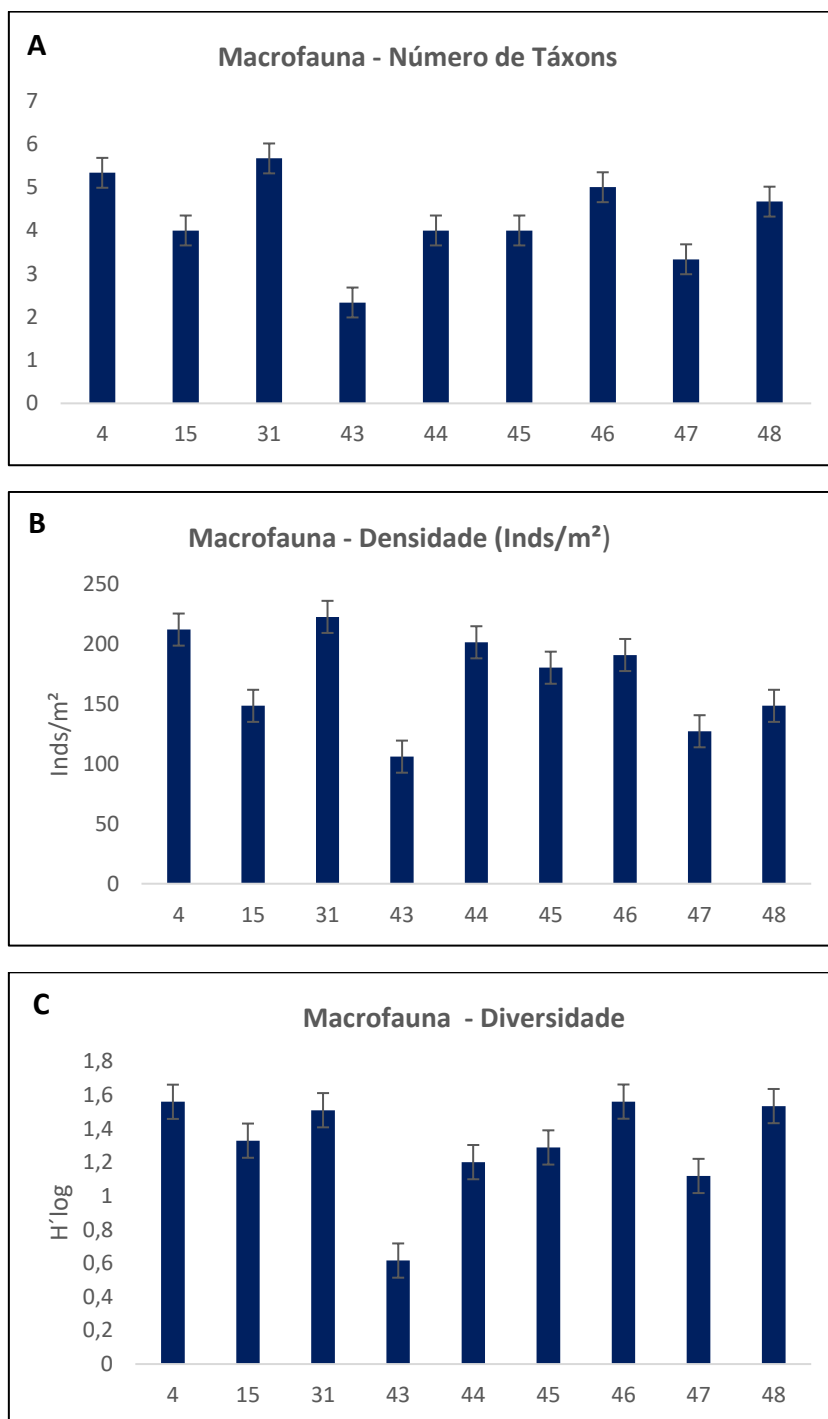 A
Macrofauna - Número de Táxons
7
6
5
4
3
2
1
0
4 15 31 43 44 45 46 47 48
B
Macrofauna - Densidade (Inds/m²)
250
200
150
100
50
0
Inds/m²
4 15 31 43 44 45 46 47 48
C
Macrofauna - Diversidade
1,8
1,6
1,4
1,2
1
0,8
0,6
0,4
0,2
0
H´log
4 15 31 43 44 45 46 47 48